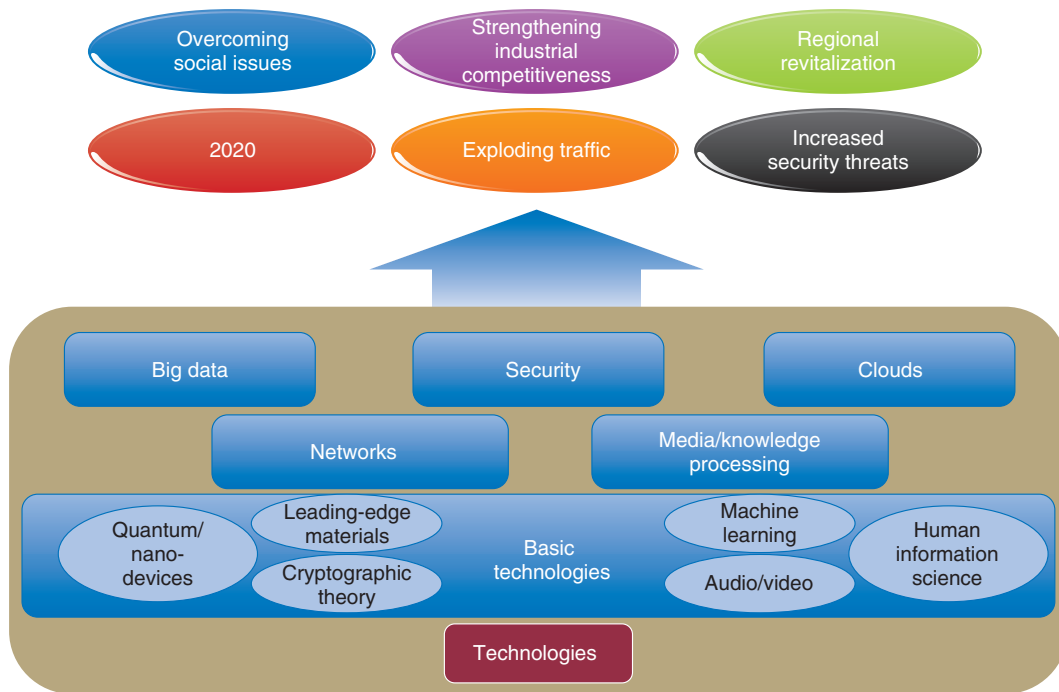 Overcoming
social issues
Strengthening
industrial
competitiveness
Regional
revitalization
2020
Exploding traffic
Increased
security threats
Big data
Security
Clouds
Networks
Media/knowledge
processing
Quantum/
nano-
devices
Leading-edge
materials
Cryptographic
theory
Basic
technologies
Machine
learning
Audio/video
Human
information
science
Technologies